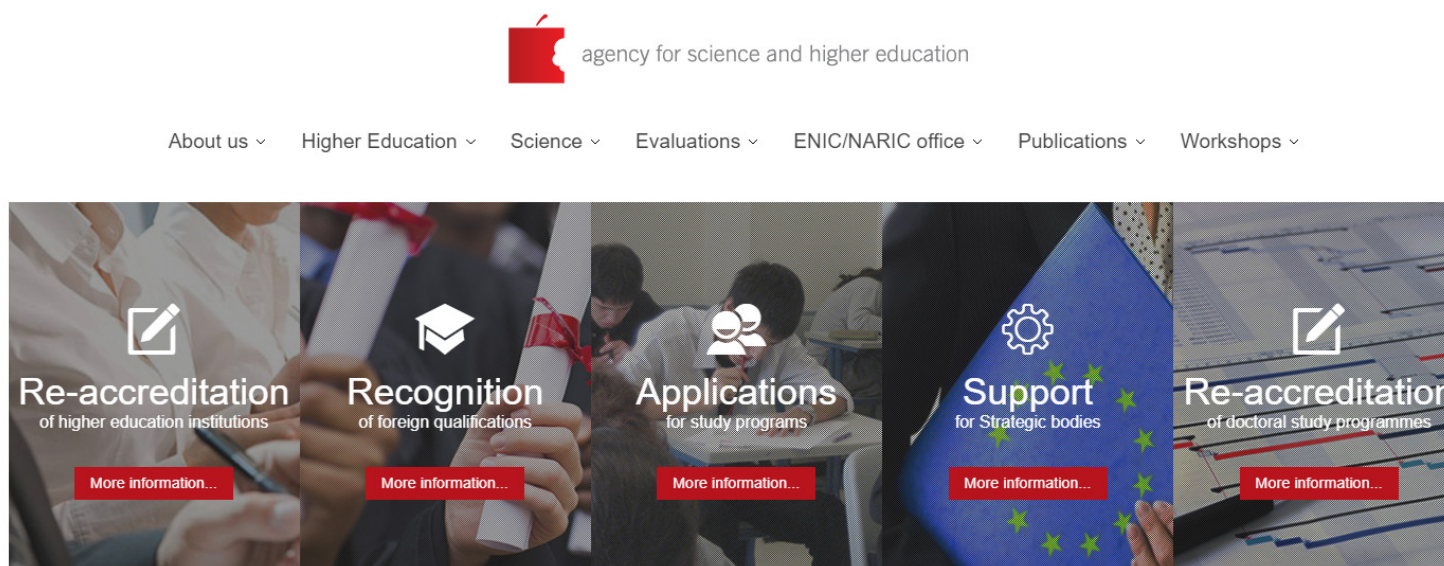 agency for science and higher education
About us Higher Education Science Evaluations ENIC/NARIC office Publications Workshops
Re-accreditation
of higher education institutions
More information...
Recognition
of foreign qualifications
More information...
Applications
for study programs
More information...
Support
for Strategic bodies
More information...
Re-accreditation
of doctoral study programmes
More information...